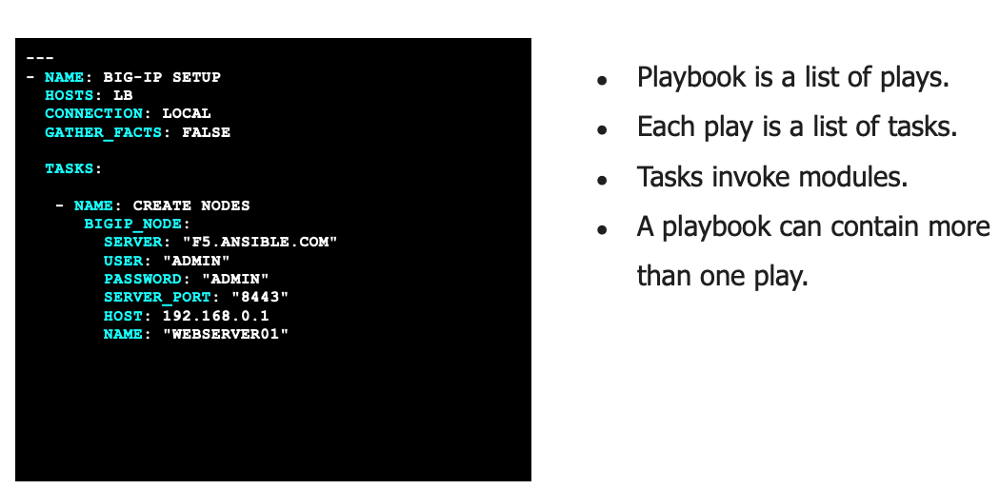 ---
- NAME: BIG-IP SETUP
HOSTS: LB
CONNECTION: LOCAL
GATHER_FACTS: FALSE
TASKS:
- NAME: CREATE NODES
BIGIP_NODE:
SERVER: "F5.ANSIBLE.COM"
USER: "ADMIN"
PASSWORD: "ADMIN"
SERVER_PORT: "8443"
HOST: 192.168.0.1
NAME: "WEBSERVER01"
• Playbook is a list of plays.
• Each play is a list of tasks.
• Tasks invoke modules.
• A playbook can contain more
than one play.